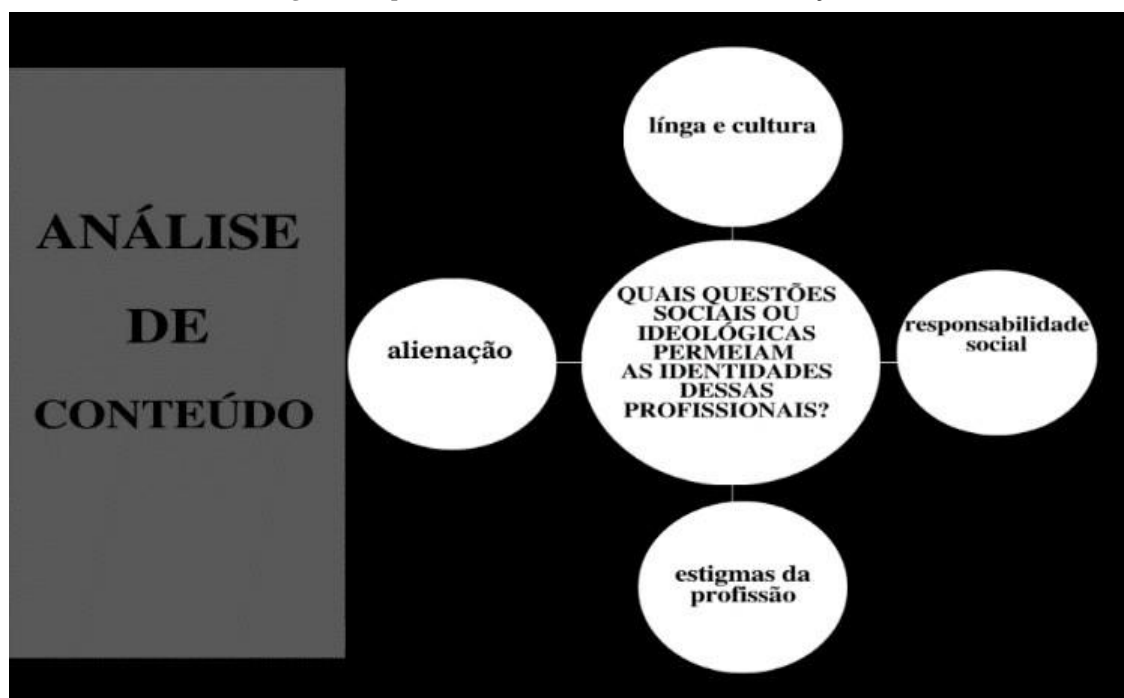 ANÁLISE
DE
CONTEÚDO
línga e cultura
alienação
QUAIS QUESTÕES
SOCIAIS OU
IDEOLÓGICAS
PERMEIAM
AS IDENTIDADES
DESSAS
PROFISSIONAIS?
responsabilidade
social
estigmas da
profissão